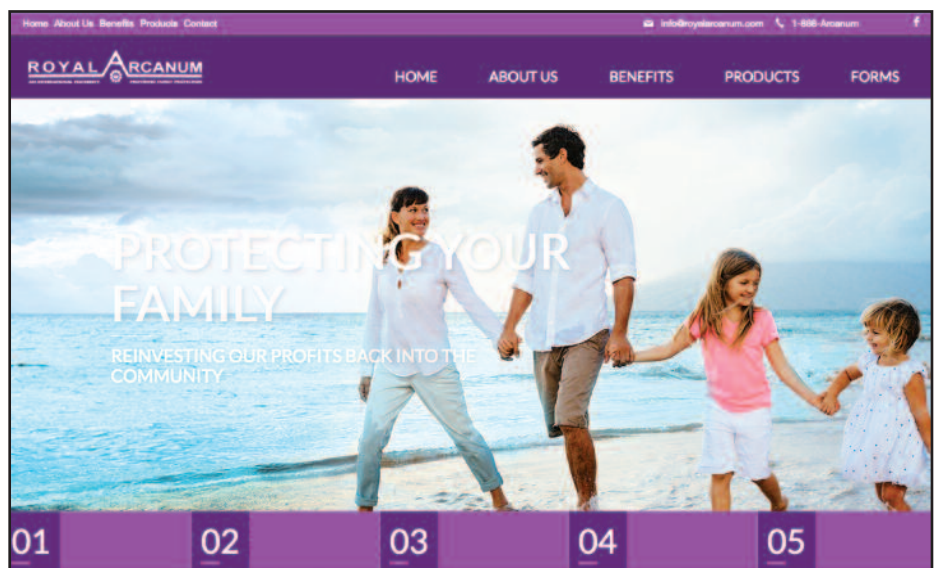 Home About Us Benefits Products Contact
info@royalarcanum.com 1-888-Arcanum f
ROYAL ARCANUM
HOME ABOUT US BENEFITS PRODUCTS FORMS
PROTECTING YOUR
FAMILY
REINVESTING OUR PROFITS BACK INTO THE
COMMUNITY
01 02 03 04 05